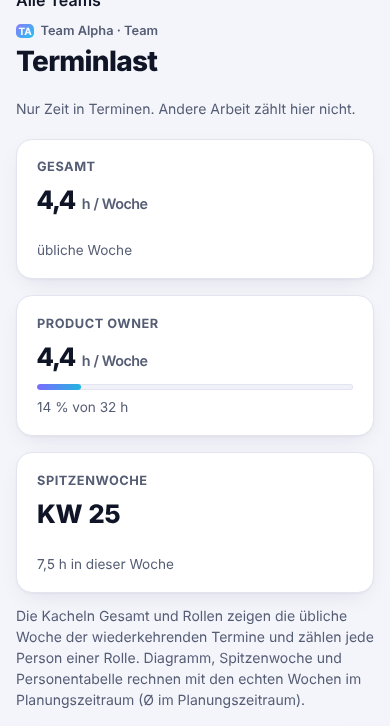 Alle Teams
TA Team Alpha · Team
Terminlast
Nur Zeit in Terminen. Andere Arbeit zählt hier nicht.
GESAMT
4,4 h / Woche
übliche Woche
PRODUCT OWNER
4,4 h / Woche
14 % von 32 h
SPITZENWOCHE
KW 25
7,5 h in dieser Woche
Die Kacheln Gesamt und Rollen zeigen die übliche
Woche der wiederkehrenden Termine und zählen jede
Person einer Rolle. Diagramm, Spitzenwoche und
Personentabelle rechnen mit den echten Wochen im
Planungszeitraum (Ø im Planungszeitraum).